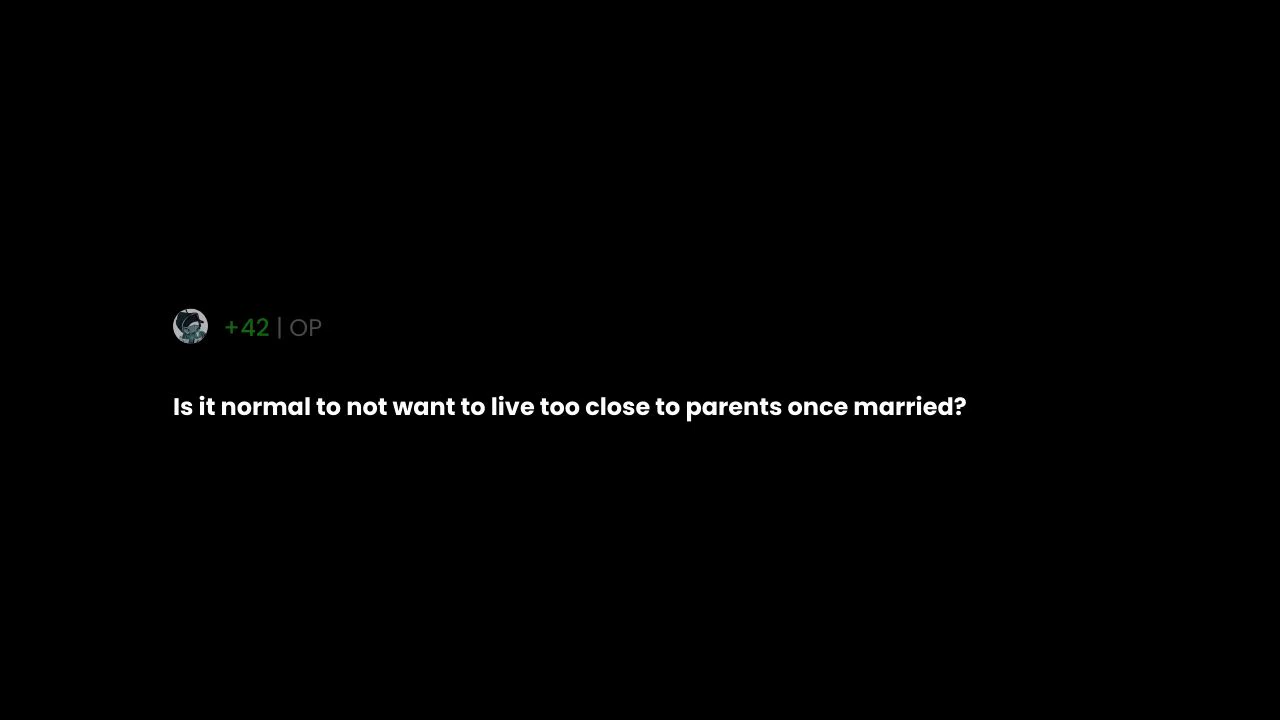 +42 | OP
Is it normal to not want to live too close to parents once married?